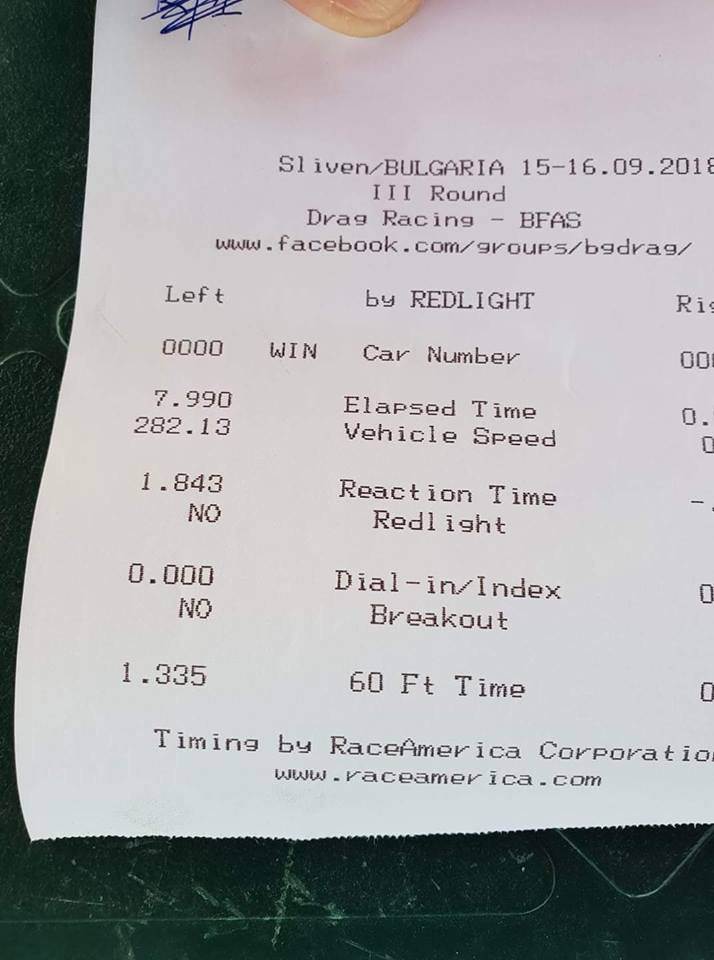 Sliven/BULGARIA 15-16.09.2018
III Round
Drag Racing - BFAS
www.facebook.com/groups/bgdrag/
Left by REDLIGHT
0000 WIN Car Number
7.990 Elapsed Time
282.13 Vehicle Speed
1.843 Reaction Time
NO Redlight
0.000 Dial-in/Index
NO Breakout
1.335 60 Ft Time
Timing by RaceAmerica Corporation
www.raceamerica.com